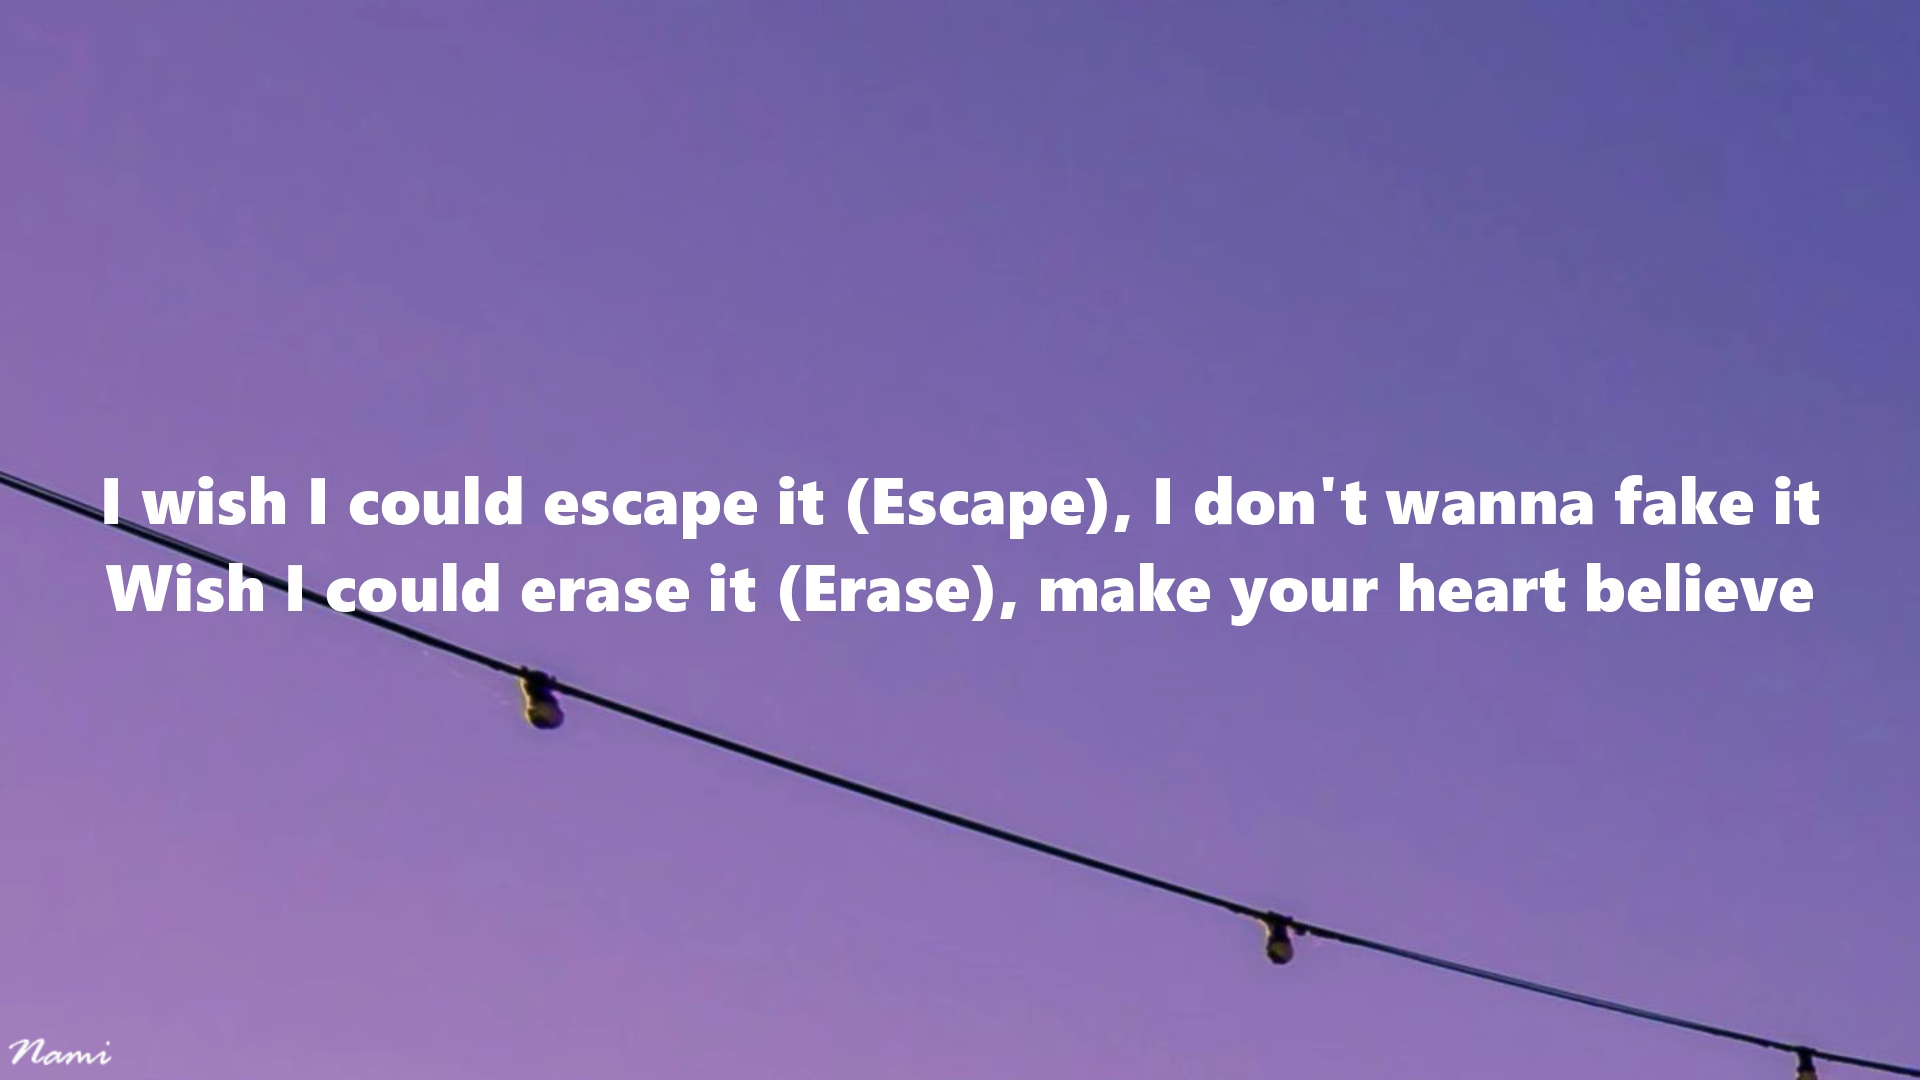 I wish I could escape it (Escape), I don't wanna fake it
Wish I could erase it (Erase), make your heart believe
Nami